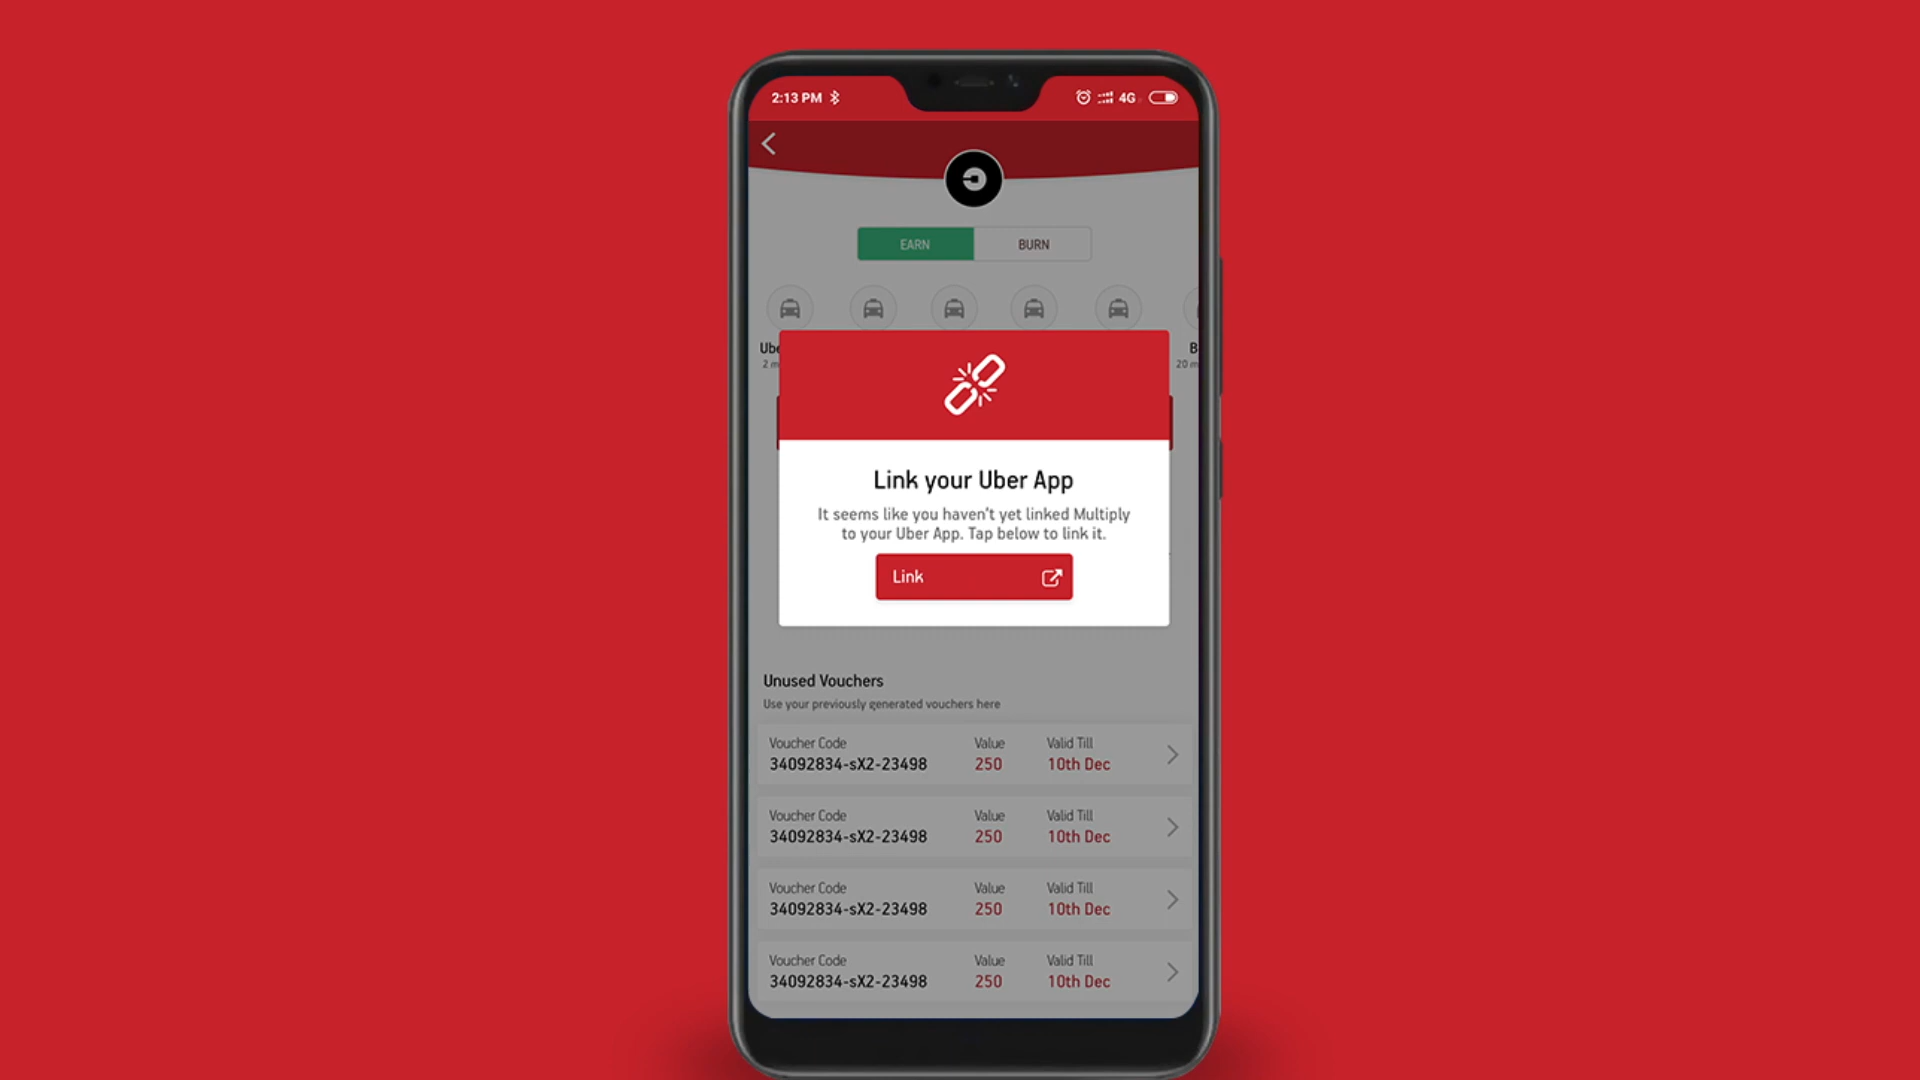 2:13 PM
4G
EARN BURN
Ube B
2 m 20 m
Link your Uber App
It seems like you haven't yet linked Multiply
to your Uber App. Tap below to link it.
Link
Unused Vouchers
Use your previously generated vouchers here
Voucher Code Value Valid Till
34092834-sX2-23498 250 10th Dec
Voucher Code Value Valid Till
34092834-sX2-23498 250 10th Dec
Voucher Code Value Valid Till
34092834-sX2-23498 250 10th Dec
Voucher Code Value Valid Till
34092834-sX2-23498 250 10th Dec